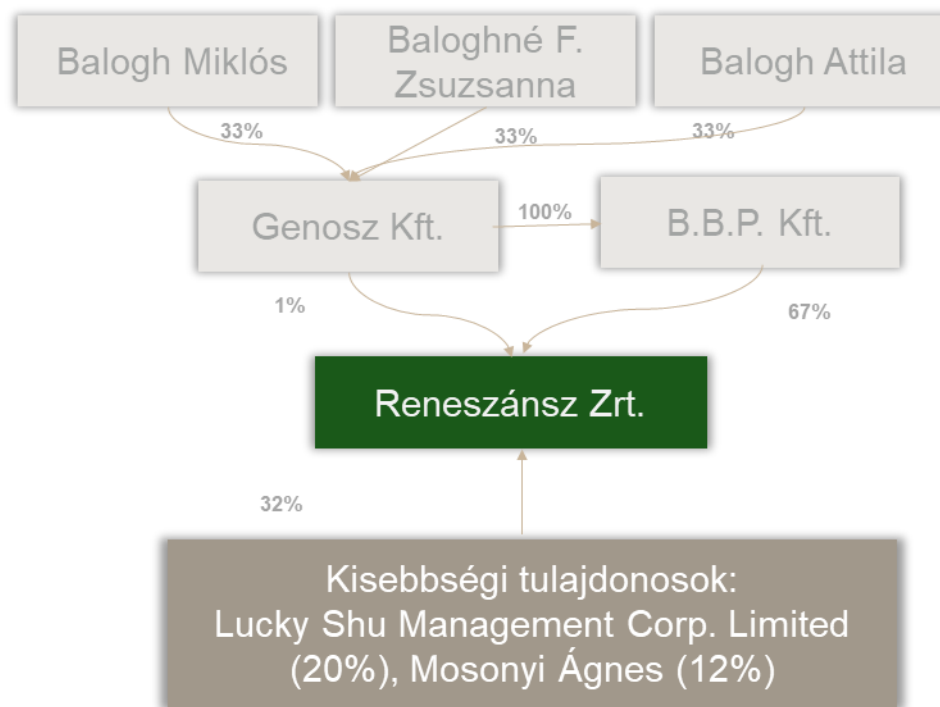 Balogh Miklós
Baloghné F.
Zsuzsanna
Balogh Attila
33%
33%
33%
Genosz Kft.
100%
B.B.P. Kft.
1%
67%
Reneszánsz Zrt.
32%
Kisebbségi tulajdonosok:
Lucky Shu Management Corp. Limited
(20%), Mosonyi Ágnes (12%)